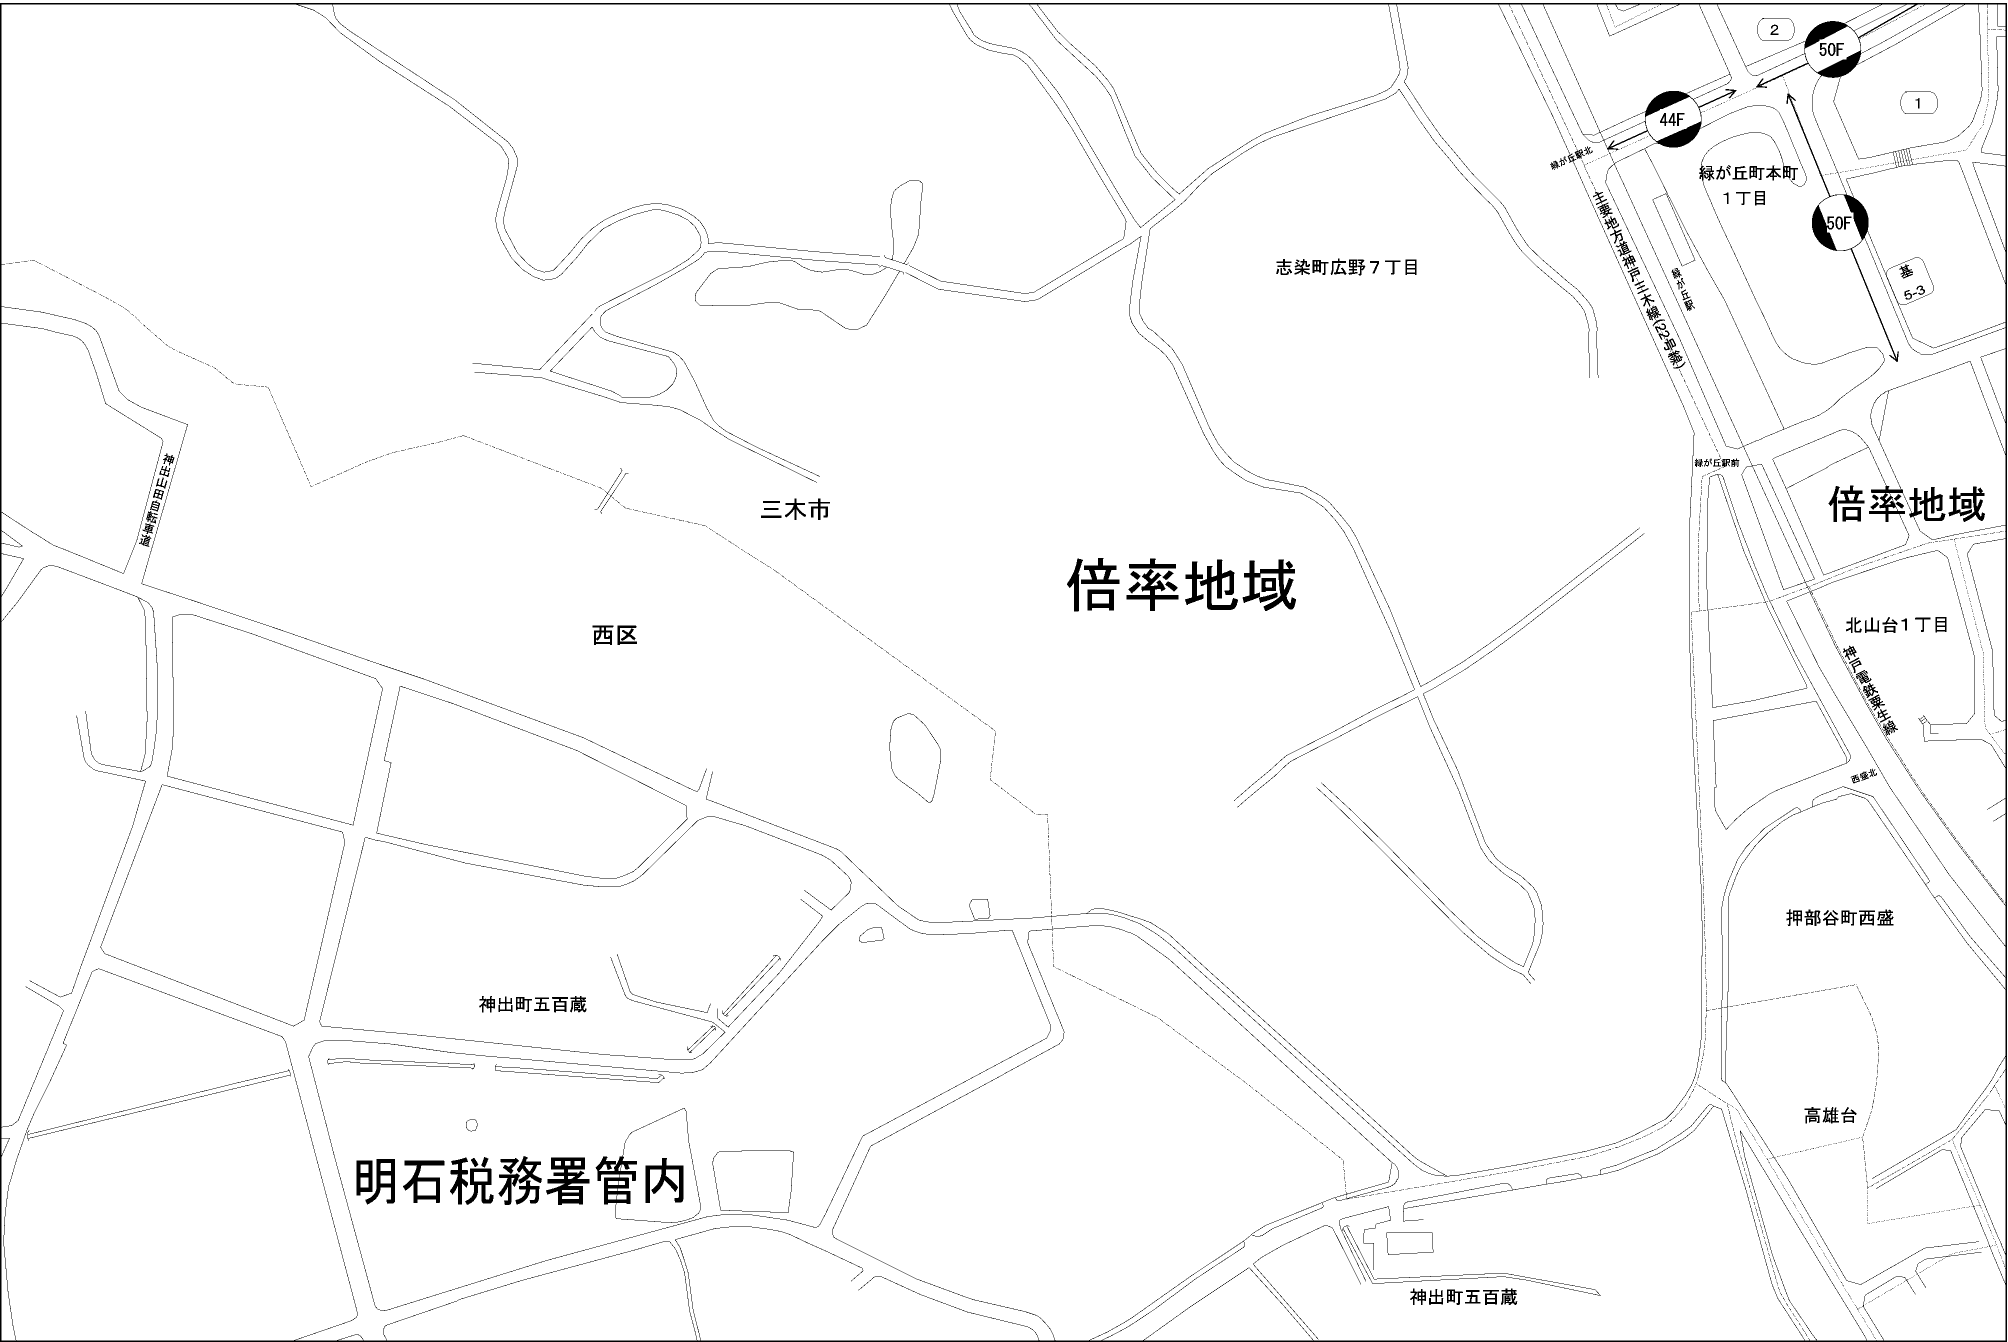 2
50F
44F
1
緑が丘駅北
緑が丘町本町
１丁目
主要地方道神戸三木線(22号線)
50F
志染町広野７丁目
緑が丘駅
基
5-3
神出山田自転車道
緑が丘駅前
三木市
倍率地域
倍率地域
西区
北山台１丁目
神戸電鉄粟生線
西盛北
押部谷町西盛
神出町五百蔵
高雄台
明石税務署管内
神出町五百蔵